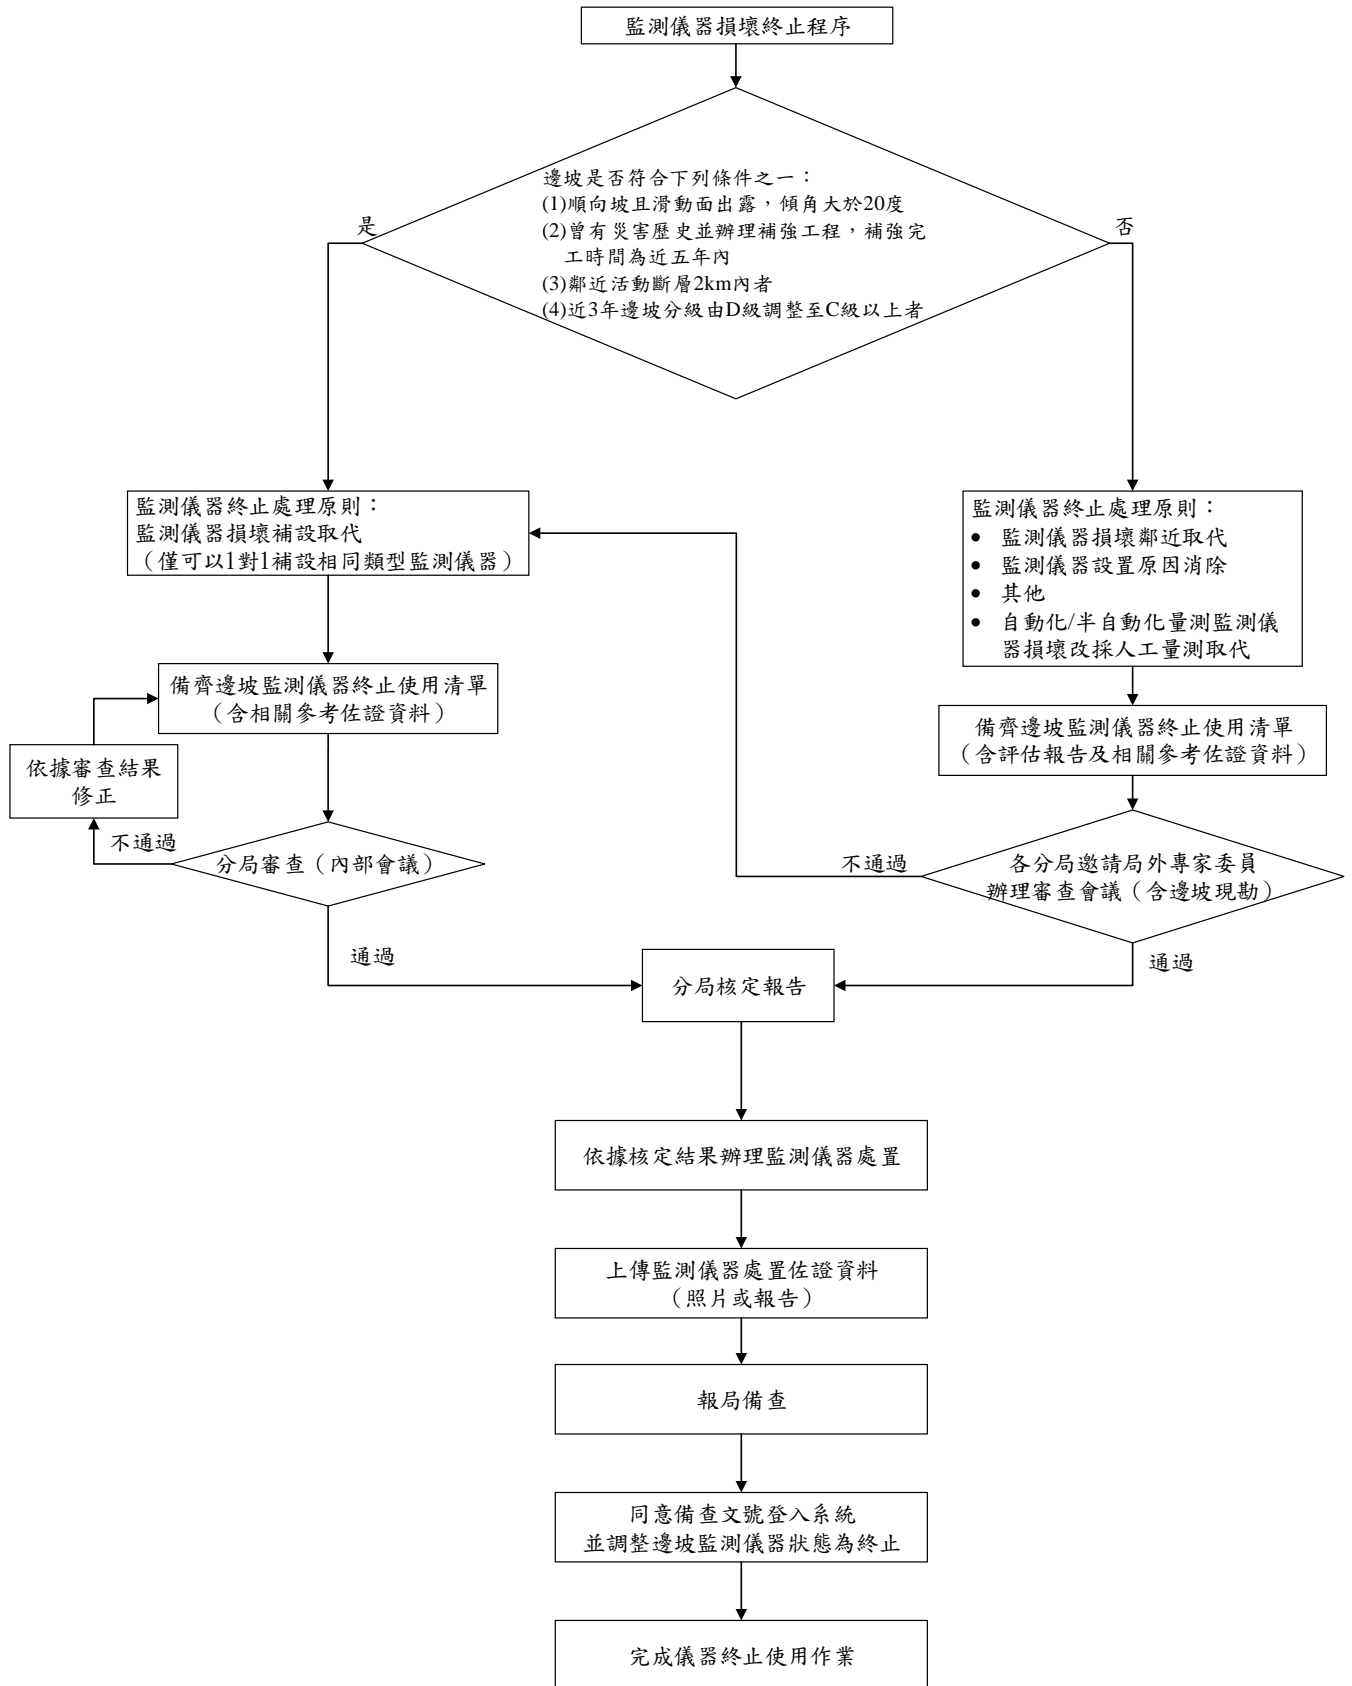 監測儀器損壞終止程序
邊坡是否符合下列條件之一：
(1)順向坡且滑動面出露，傾角大於20度
(2)曾有災害歷史並辦理補強工程，補強完
工時間為近五年內
(3)鄰近活動斷層2km內者
(4)近3年邊坡分級由D級調整至C級以上者
是
否
監測儀器終止處理原則：
監測儀器損壞補設取代
（僅可以1對1補設相同類型監測儀器）
監測儀器終止處理原則：
• 監測儀器損壞鄰近取代
• 監測儀器設置原因消除
• 其他
• 自動化/半自動化量測監測儀
器損壞改採人工量測取代
備齊邊坡監測儀器終止使用清單
（含相關參考佐證資料）
備齊邊坡監測儀器終止使用清單
（含評估報告及相關參考佐證資料）
依據審查結果
修正
不通過
分局審查（內部會議）
不通過
各分局邀請局外專家委員
辦理審查會議（含邊坡現勘）
通過
通過
分局核定報告
依據核定結果辦理監測儀器處置
上傳監測儀器處置佐證資料
（照片或報告）
報局備查
同意備查文號登入系統
並調整邊坡監測儀器狀態為終止
完成儀器終止使用作業